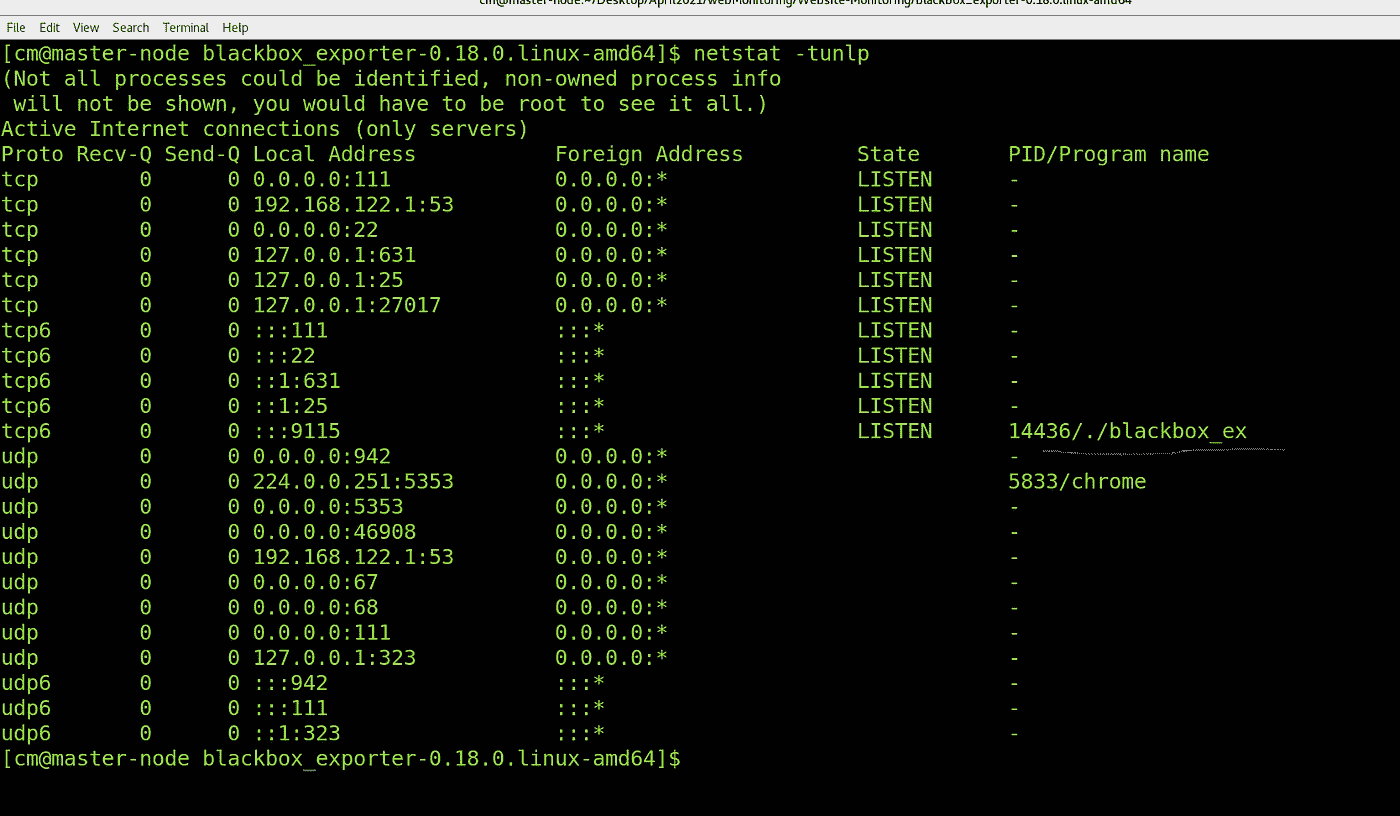 cm@master-node:~/Desktop/April2021/WebMonitoring/Website-Monitoring/blackbox_exporter-0.18.0.linux-amd64
File Edit View Search Terminal Help
[cm@master-node blackbox_exporter-0.18.0.linux-amd64]$ netstat -tunlp
(Not all processes could be identified, non-owned process info
 will not be shown, you would have to be root to see it all.)
Active Internet connections (only servers)
Proto Recv-Q Send-Q Local Address           Foreign Address         State       PID/Program name
tcp        0      0 0.0.0.0:111             0.0.0.0:*               LISTEN      -
tcp        0      0 192.168.122.1:53        0.0.0.0:*               LISTEN      -
tcp        0      0 0.0.0.0:22              0.0.0.0:*               LISTEN      -
tcp        0      0 127.0.0.1:631           0.0.0.0:*               LISTEN      -
tcp        0      0 127.0.0.1:25            0.0.0.0:*               LISTEN      -
tcp        0      0 127.0.0.1:27017         0.0.0.0:*               LISTEN      -
tcp6       0      0 :::111                  :::*                    LISTEN      -
tcp6       0      0 :::22                   :::*                    LISTEN      -
tcp6       0      0 ::1:631                 :::*                    LISTEN      -
tcp6       0      0 ::1:25                  :::*                    LISTEN      -
tcp6       0      0 :::9115                 :::*                    LISTEN      14436/./blackbox_ex
udp        0      0 0.0.0.0:942             0.0.0.0:*                           -
udp        0      0 224.0.0.251:5353        0.0.0.0:*                           5833/chrome
udp        0      0 0.0.0.0:5353            0.0.0.0:*                           -
udp        0      0 0.0.0.0:46908           0.0.0.0:*                           -
udp        0      0 192.168.122.1:53        0.0.0.0:*                           -
udp        0      0 0.0.0.0:67              0.0.0.0:*                           -
udp        0      0 0.0.0.0:68              0.0.0.0:*                           -
udp        0      0 0.0.0.0:111             0.0.0.0:*                           -
udp        0      0 127.0.0.1:323           0.0.0.0:*                           -
udp6       0      0 :::942                  :::*                                -
udp6       0      0 :::111                  :::*                                -
udp6       0      0 ::1:323                 :::*                                -
[cm@master-node blackbox_exporter-0.18.0.linux-amd64]$